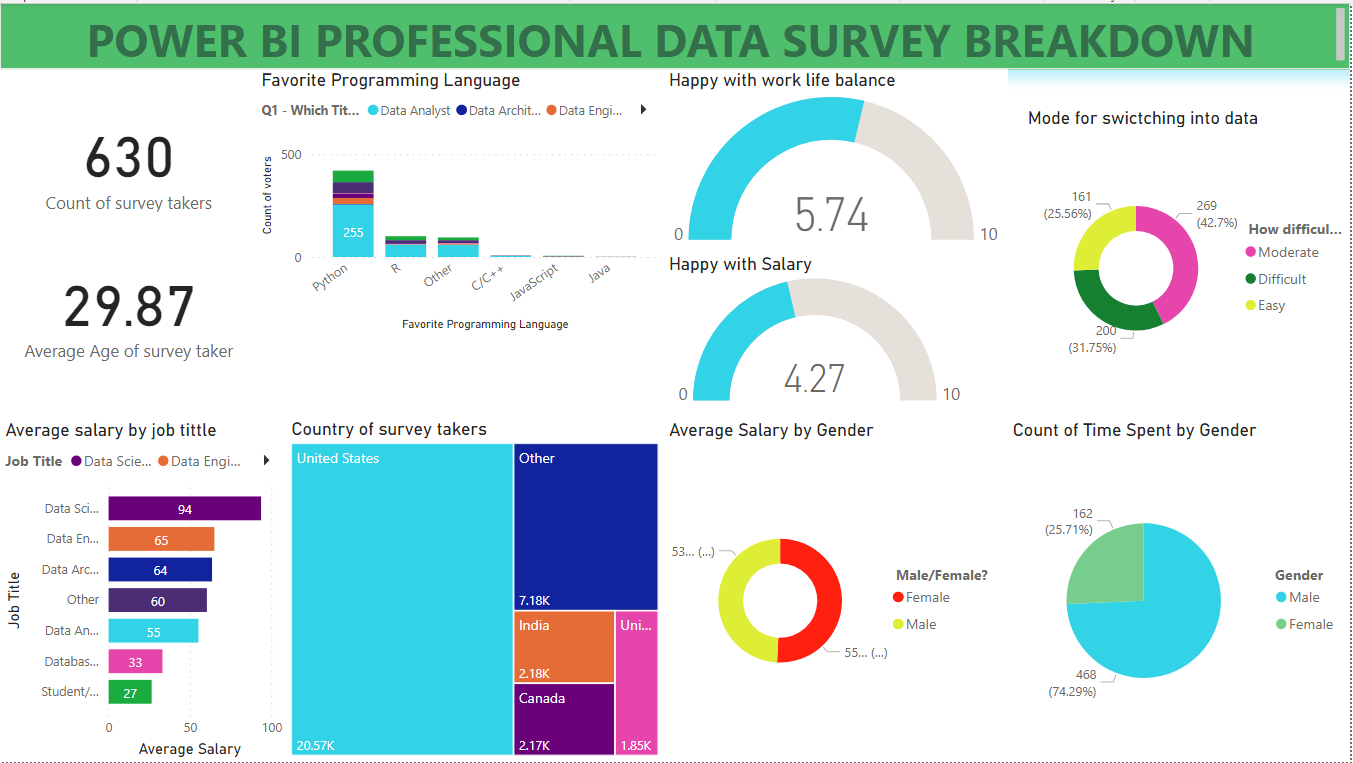 POWER BI PROFESSIONAL DATA SURVEY BREAKDOWN
630
Count of survey takers
29.87
Average Age of survey taker
Favorite Programming Language
Q1 - Which Tit... Data Analyst Data Archit... Data Engi...
Count of voters
500
0
255
Python
R
Other
C/C++
JavaScript
Java
Favorite Programming Language
Happy with work life balance
5.74
0
10
Happy with Salary
4.27
0
10
Mode for swictching into data
161
(25.56%)
269
(42.7%)
200
(31.75%)
How difficul...
Moderate
Difficult
Easy
Average salary by job tittle
Job Title Data Scie... Data Engi...
Job Title
Data Sci... 94
Data En... 65
Data Arc... 64
Other 60
Data An... 55
Databas... 33
Student/... 27
0 50 100
Average Salary
Country of survey takers
United States
20.57K
Other
7.18K
India
2.18K
Canada
2.17K
Uni...
1.85K
Average Salary by Gender
53... (...)
55... (...)
Male/Female?
Female
Male
Count of Time Spent by Gender
162
(25.71%)
468
(74.29%)
Gender
Male
Female